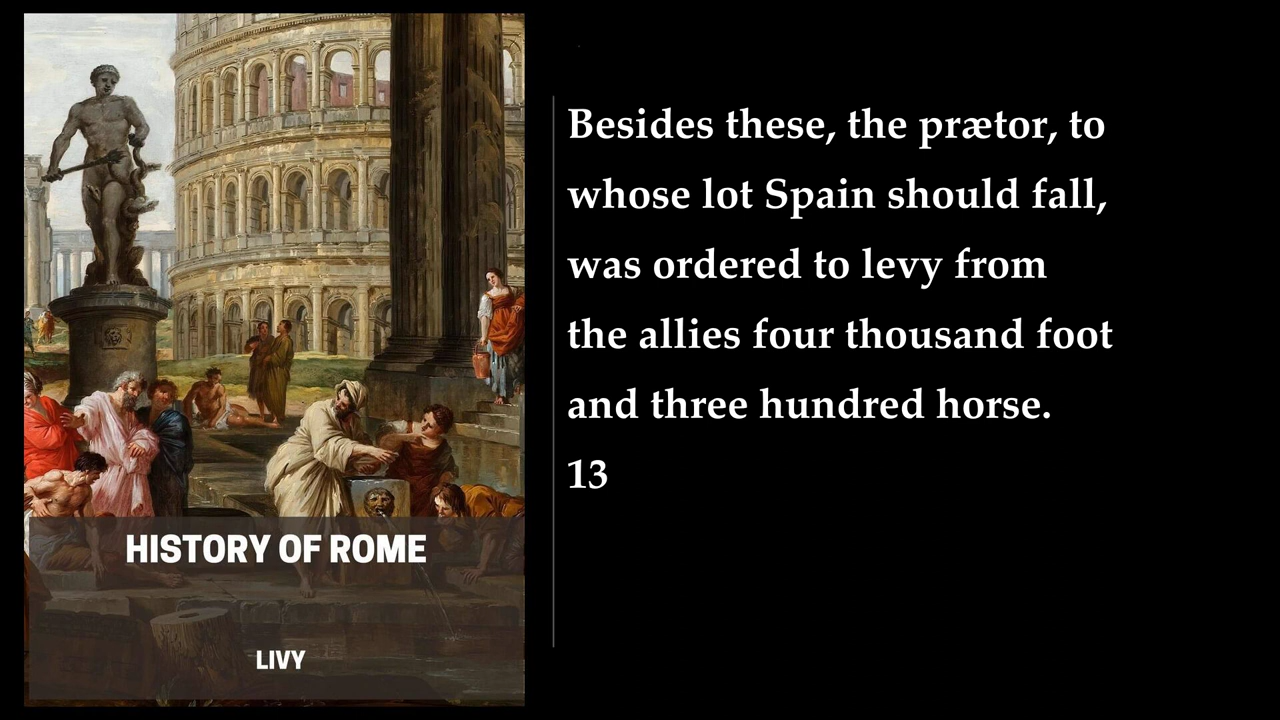 HISTORY OF ROME
LIVY
Besides these, the prætor, to
whose lot Spain should fall,
was ordered to levy from
the allies four thousand foot
and three hundred horse.
13